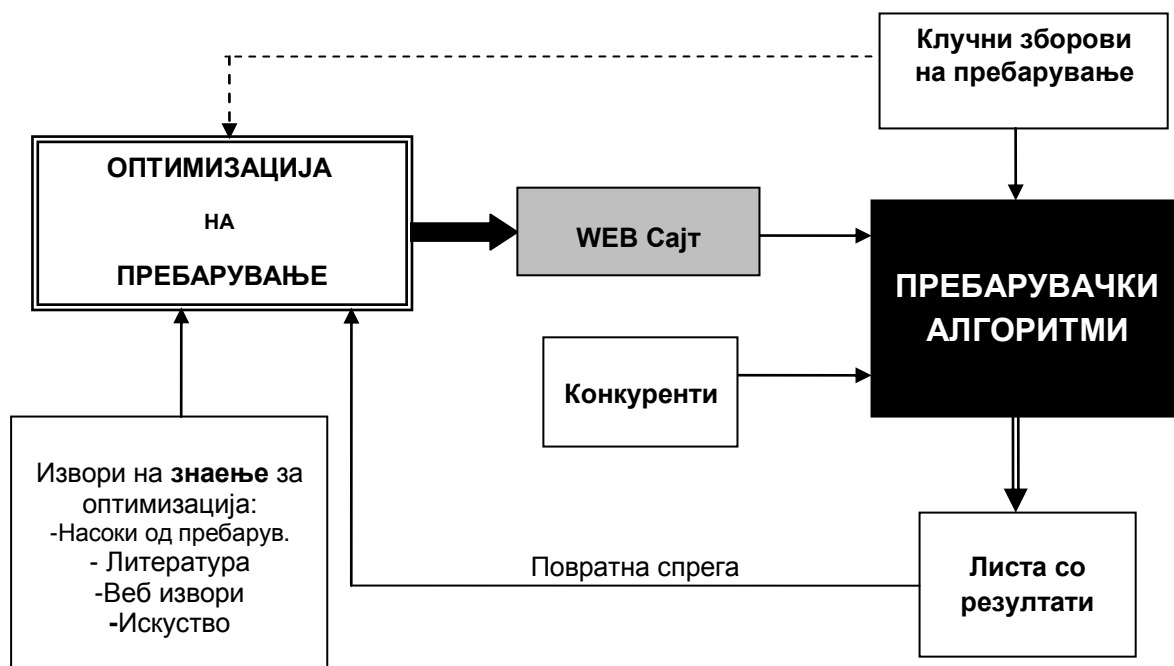 Клучни зборови
на пребарување
ОПТИМИЗАЦИЈА
НА
ПРЕБАРУВАЊЕ
WEB Сајт
ПРЕБАРУВАЧКИ
АЛГОРИТМИ
Конкуренти
Извори на знаење за
оптимизација:
-Насоки од пребарув.
- Литература
-Веб извори
-Искуство
Повратна спрега
Листа со
резултати